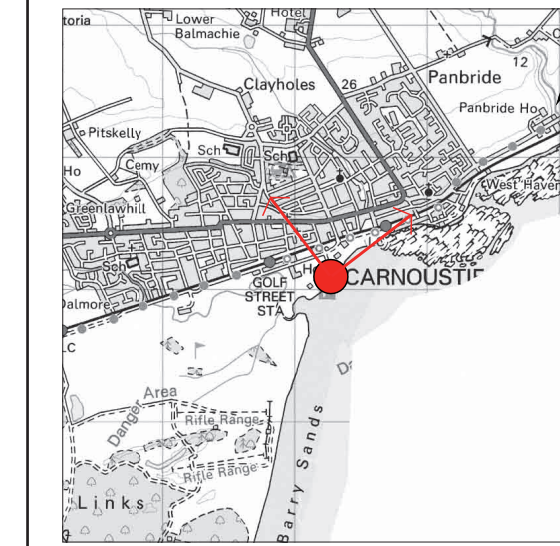 toria
Lower
Balmachie
Hotel
12
Clayholes
26
Panbride
Panbride Ho
Pitskelly
Sch
Sch
Cemy
Ho
West Haven
Greenlawhill
Sch
CARNOUSTIE
GOLF
STREET
STA
Dalmore
LC
Danger Area
Rifle Range
Rifle Range
Barry Sands
Links